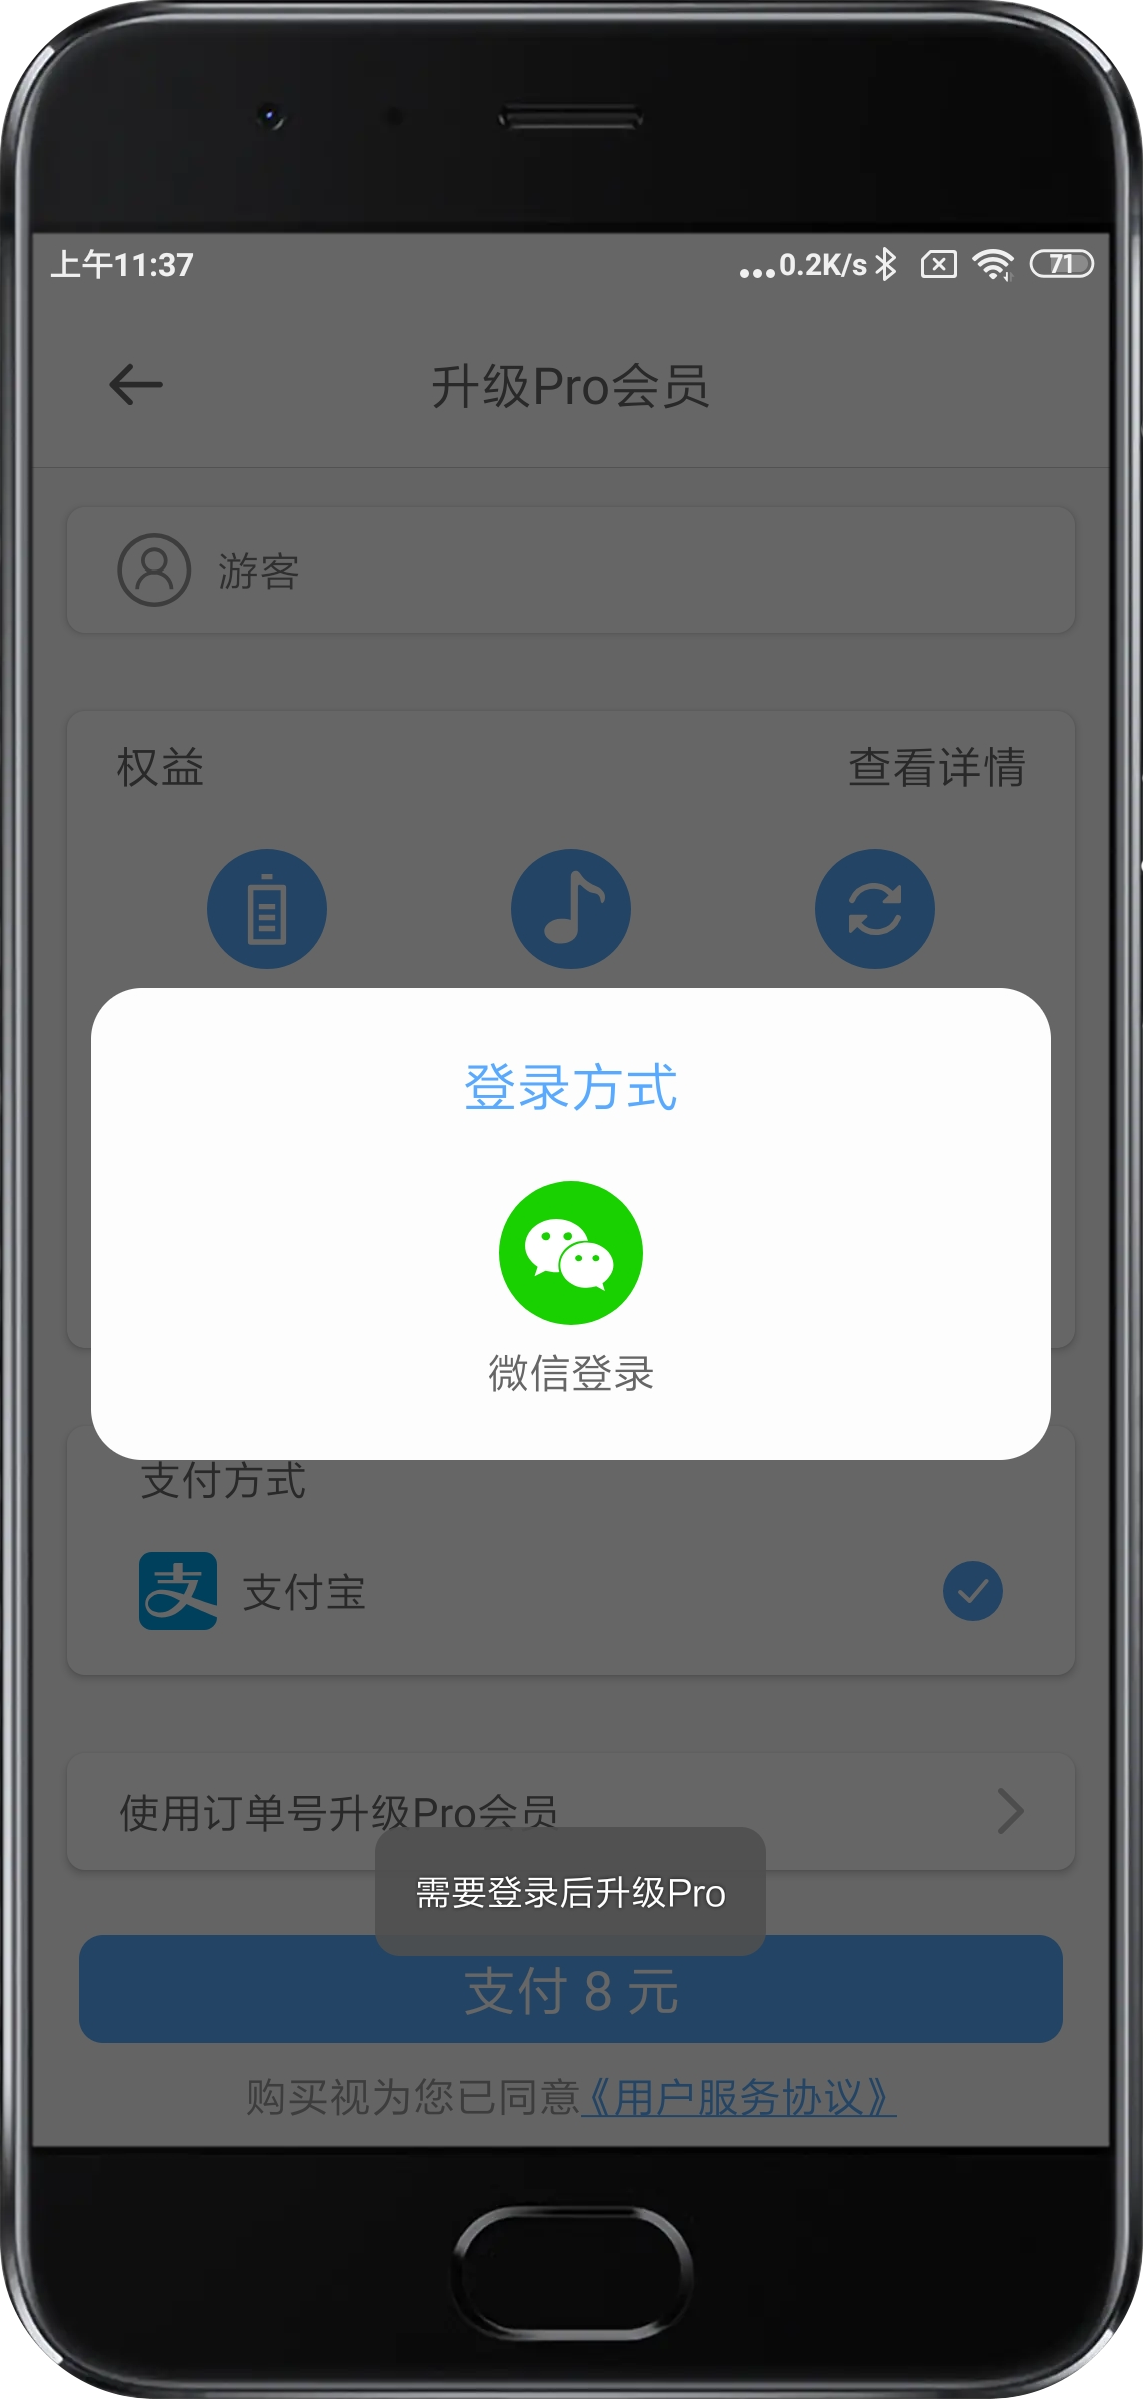 上午11:37
...0.2K/s
71
升级Pro会员
游客
权益
查看详情
登录方式
微信登录
支付方式
支 支付宝
使用订单号升级Pro会员
需要登录后升级Pro
支付 8 元
购买视为您已同意《用户服务协议》